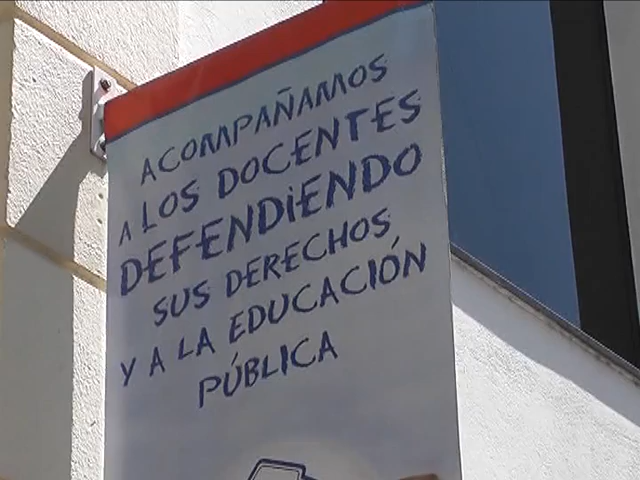 ACOMPAÑAMOS
A LOS DOCENTES
DEFENDIENDO
SUS DERECHOS
Y A LA EDUCACIÓN
PÚBLICA